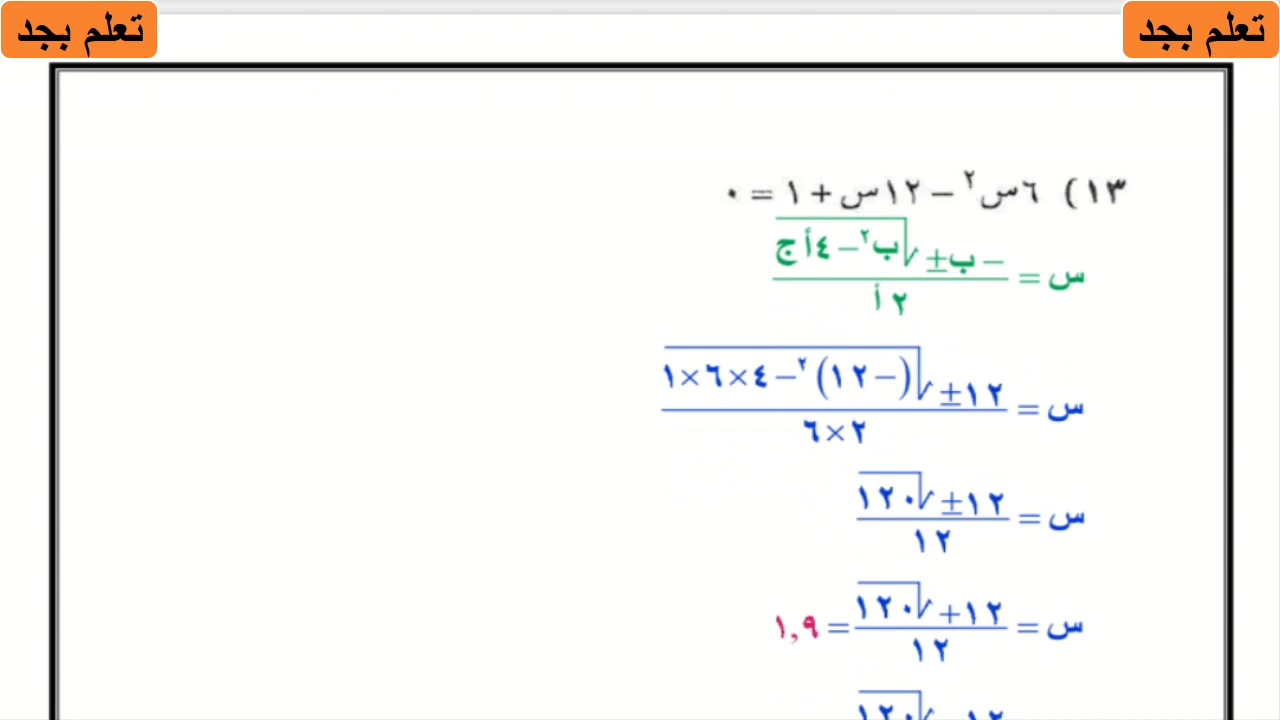 تعلم بجد
تعلم بجد
١٣) ٦س٢ − ١٢س + ١ = ٠
س = (− ب ± √(ب٢ − ٤أج)) / ٢أ
س = (١٢ ± √((−١٢)٢ − ٤×٦×١)) / ٢×٦
س = (١٢ ± √١٢٠) / ١٢
س = (١٢ + √١٢٠) / ١٢ = ١,٩